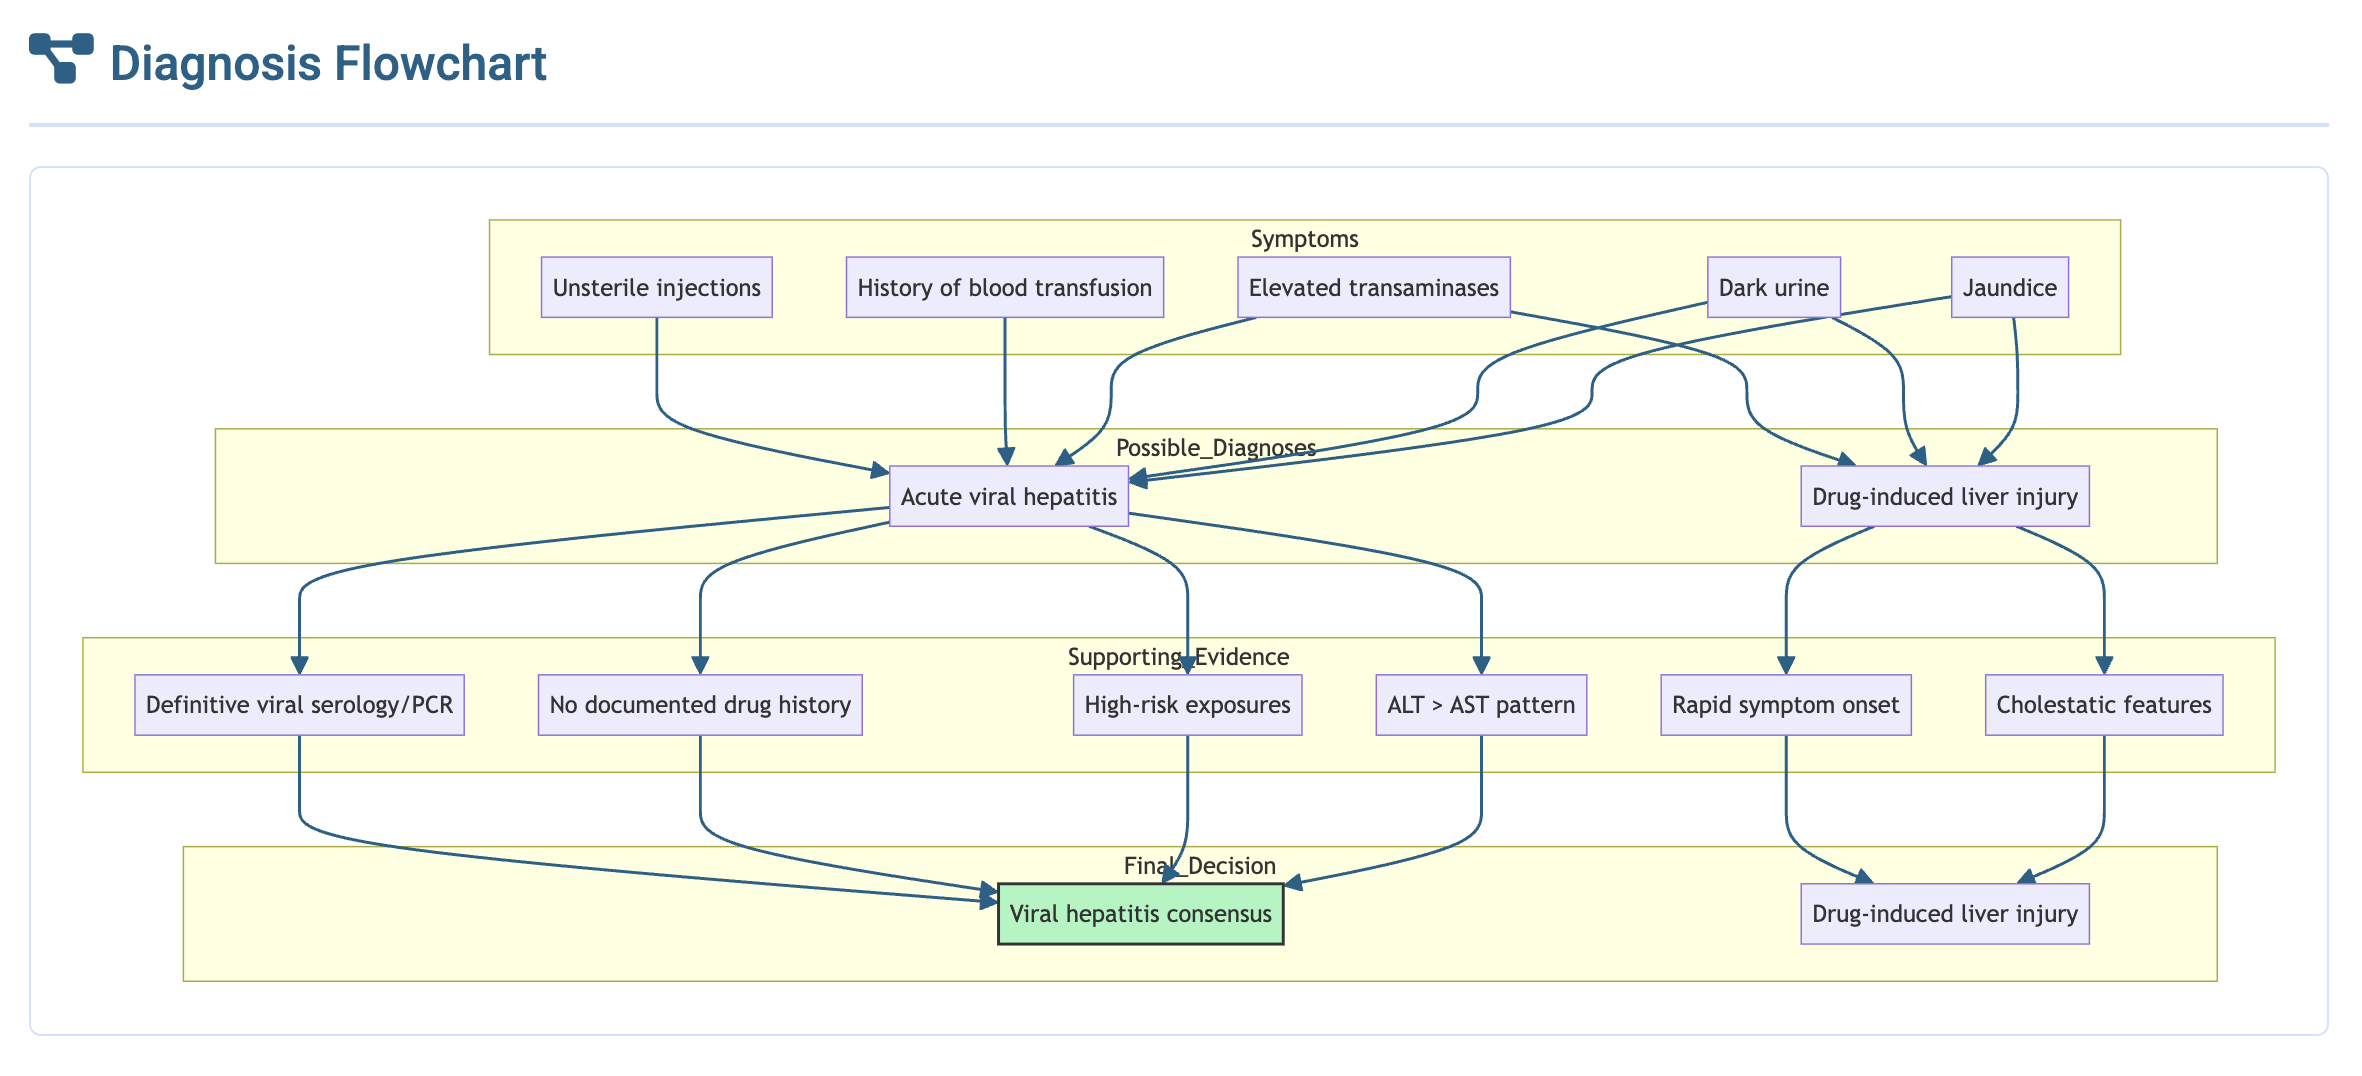 Diagnosis Flowchart
Symptoms
Unsterile injections
History of blood transfusion
Elevated transaminases
Dark urine
Jaundice
Possible_Diagnoses
Acute viral hepatitis
Drug-induced liver injury
Supporting_Evidence
Definitive viral serology/PCR
No documented drug history
High-risk exposures
ALT > AST pattern
Rapid symptom onset
Cholestatic features
Final_Decision
Viral hepatitis consensus
Drug-induced liver injury